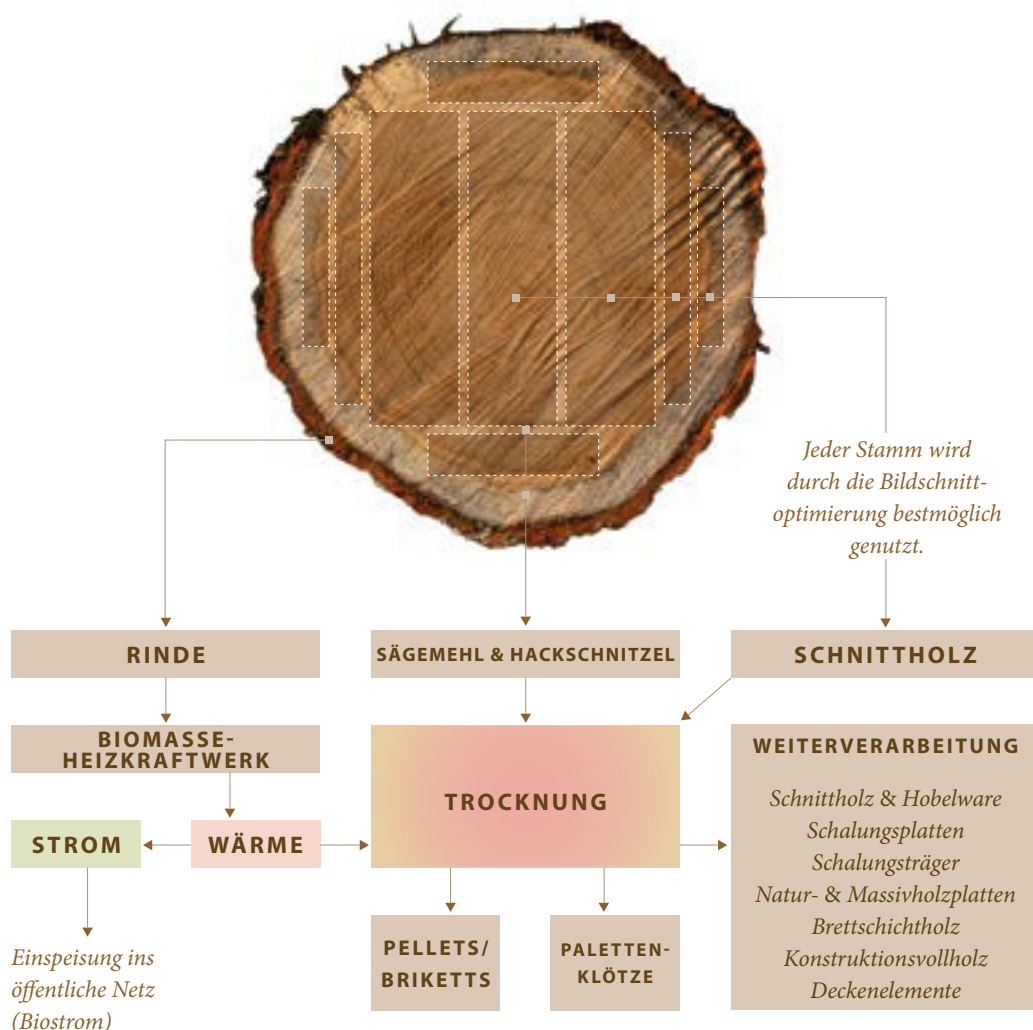 Jeder Stamm wird
durch die Bildschnitt-
optimierung bestmöglich
genutzt.
RINDE
SÄGEMEHL & HACKSCHNITZEL
SCHNITTHOLZ
BIOMASSE-
HEIZKRAFTWERK
TROCKNUNG
WEITERVERARBEITUNG
Schnittholz & Hobelware
Schalungsplatten
Schalungsträger
Natur- & Massivholzplatten
Brettschichtholz
Konstruktionsvollholz
Deckenelemente
STROM
WÄRME
PELLETS/
BRIKETTS
PALETTEN-
KLÖTZE
Einspeisung ins
öffentliche Netz
(Biostrom)